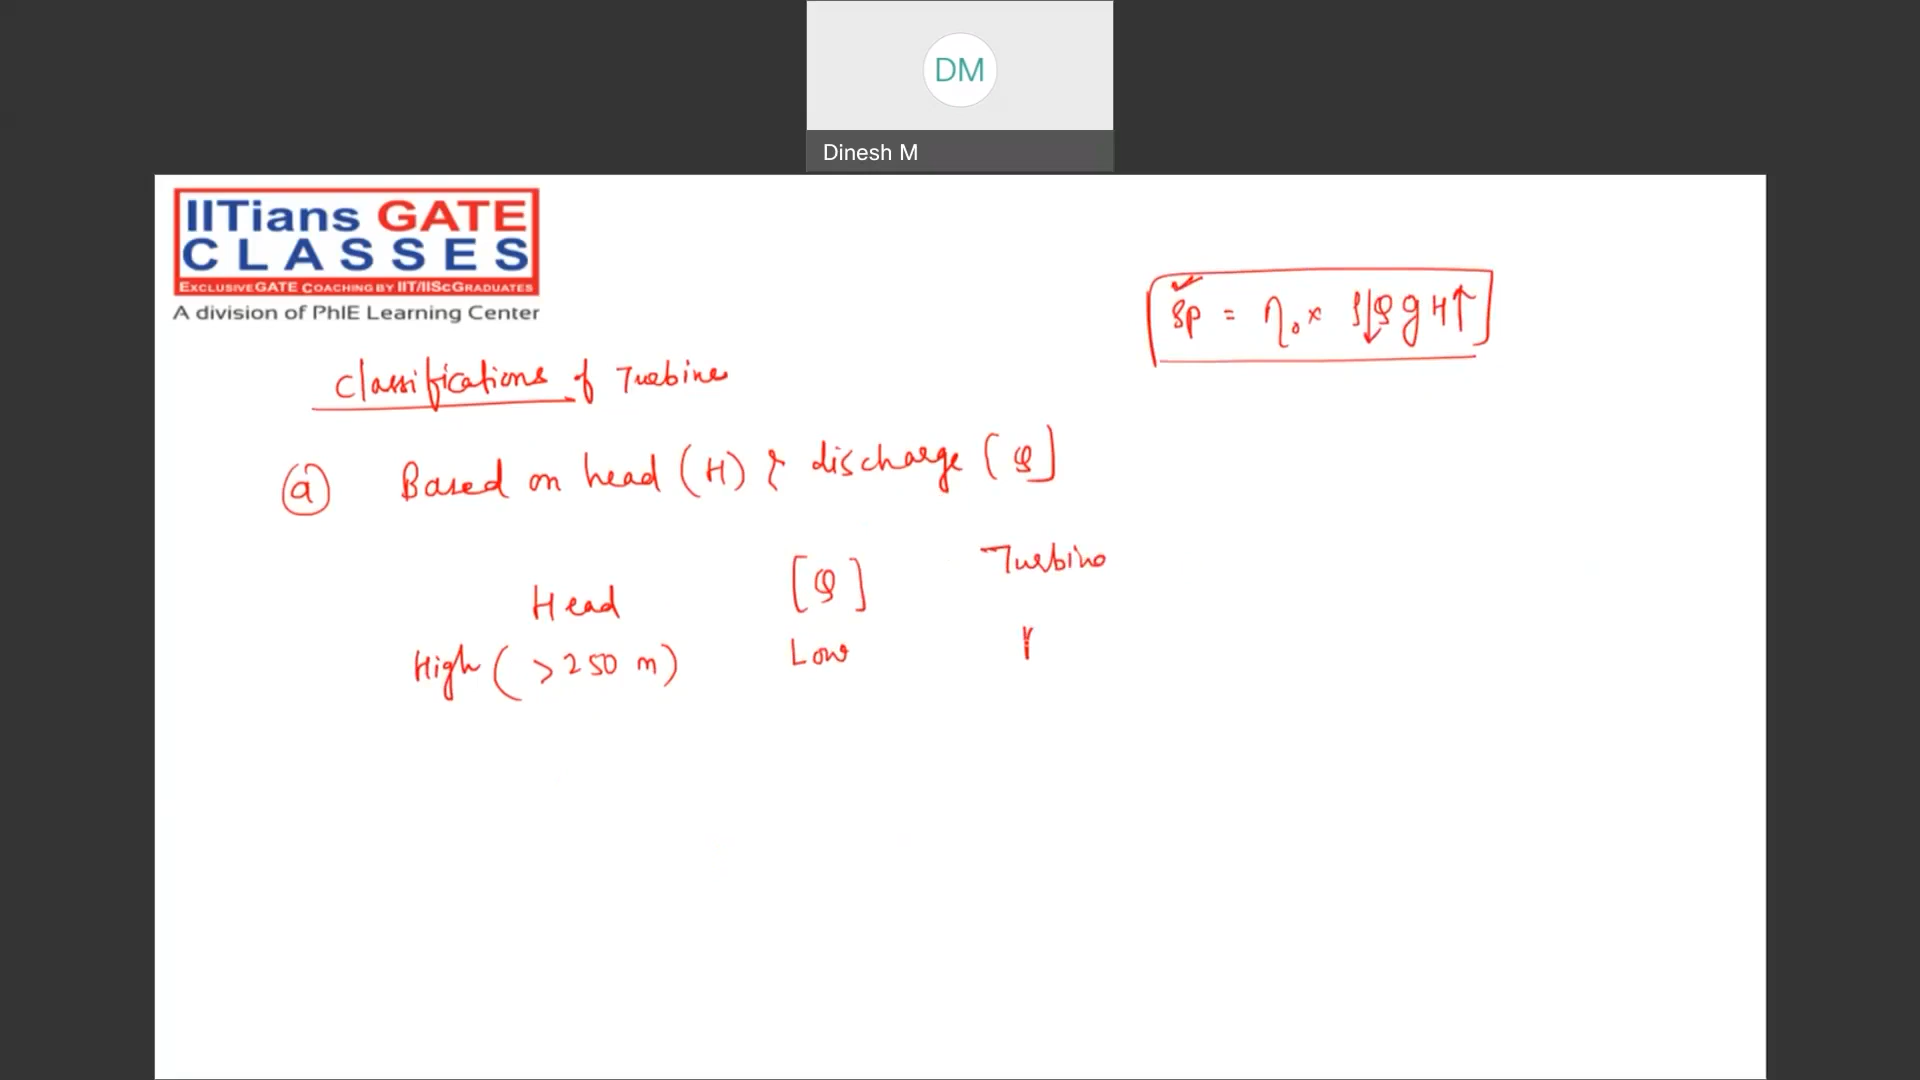 DM
Dinesh M
IITians GATE
CLASSES
EXCLUSIVE GATE COACHING BY IIT/IISc GRADUATES
A division of PhIE Learning Center
SP = η₀ × ρ↓Q g H↑
Classifications of Turbine
(a) Based on head (H) & discharge [Q]
Head [Q] Turbine
High (>250 m) Low